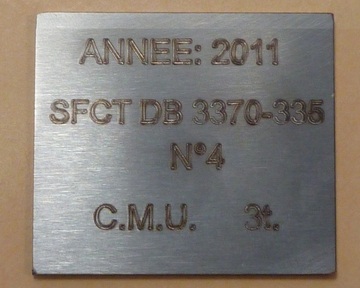 ANNEE: 2011
SFCT DB 3370-335
N°4
C.M.U. 3t.